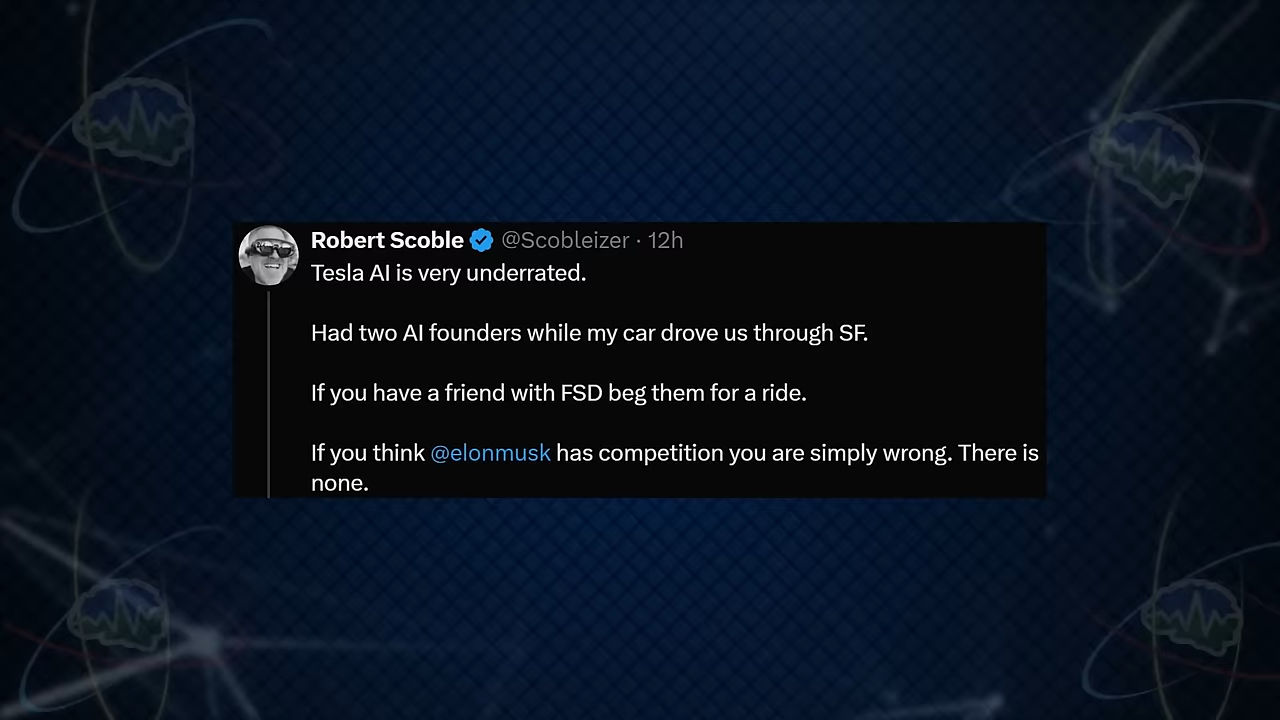 Robert Scoble @Scobleizer · 12h
Tesla AI is very underrated.
Had two AI founders while my car drove us through SF.
If you have a friend with FSD beg them for a ride.
If you think @elonmusk has competition you are simply wrong. There is
none.